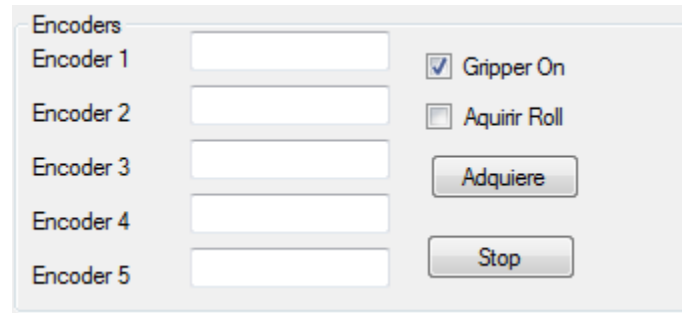 Encoders
Encoder 1
Gripper On
Encoder 2
Aquirir Roll
Encoder 3
Adquiere
Encoder 4
Stop
Encoder 5